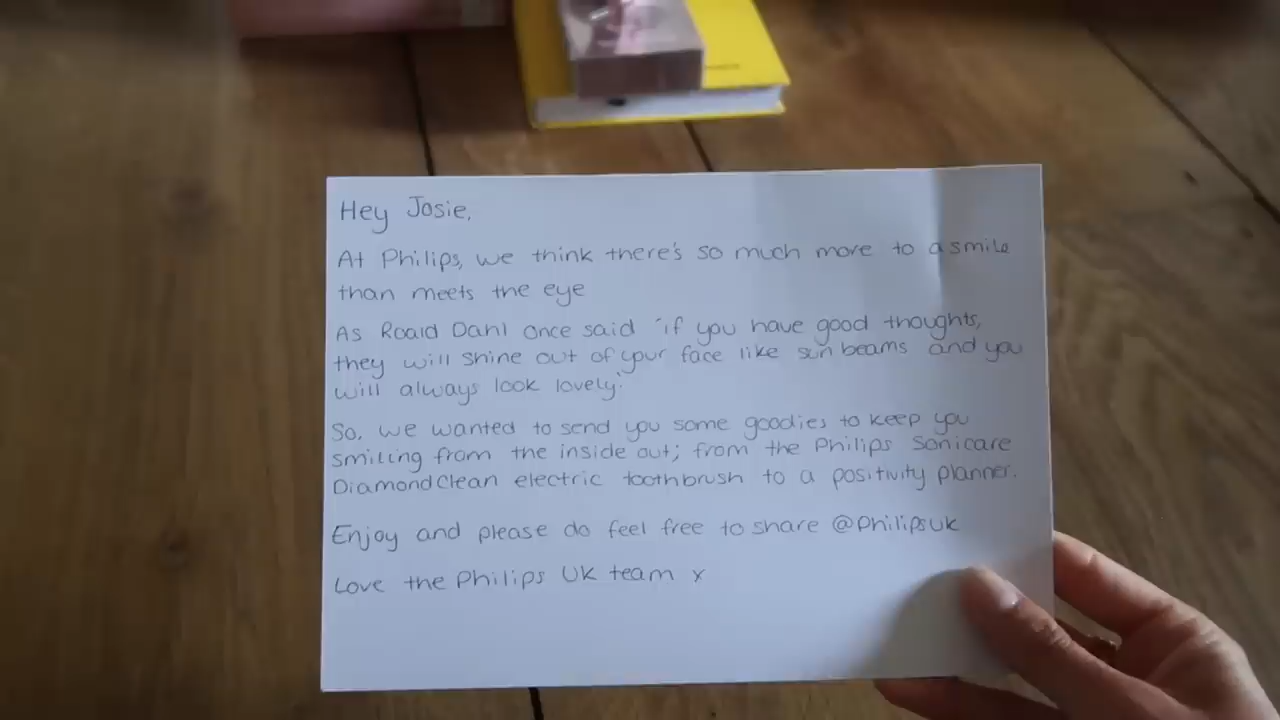 Hey Josie,
At Philips, we think there's so much more to a smile
than meets the eye
As Roald Dahl once said 'if you have good thoughts,
they will shine out of your face like sun beams and you
will always look lovely'.
So, we wanted to send you some goodies to keep you
smiling from the inside out; from the Philips Sonicare
DiamondClean electric toothbrush to a positivity planner.
Enjoy and please do feel free to share @PhilipsUK
Love the Philips UK team x